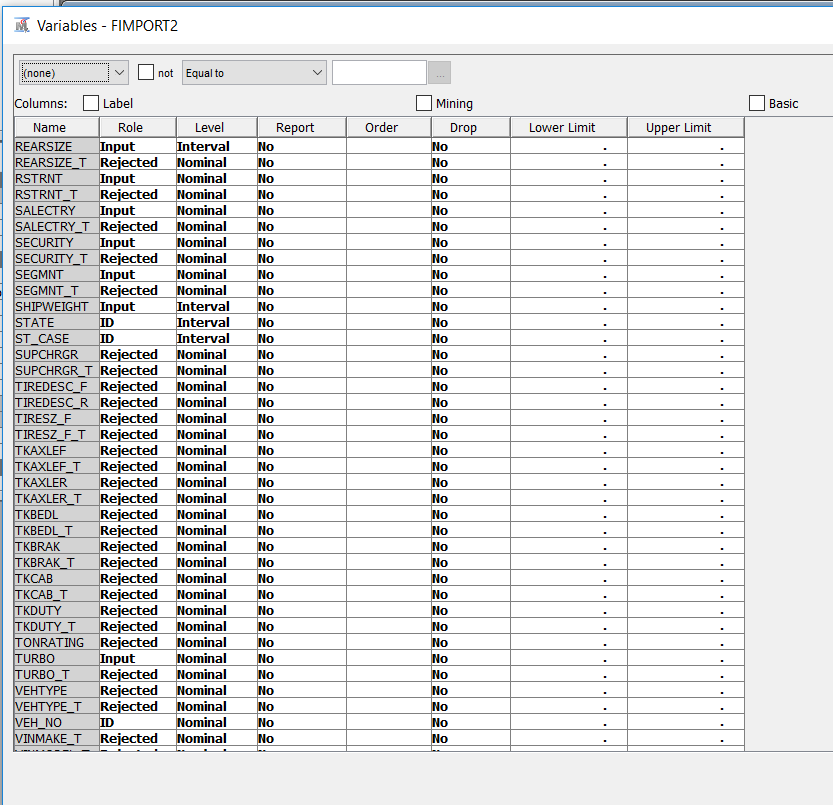 Variables - FIMPORT2
(none) not Equal to ...
Columns: Label Mining Basic
Name Role Level Report Order Drop Lower Limit Upper Limit
REARSIZE Input Interval No No . .
REARSIZE_T Rejected Nominal No No . .
RSTRNT Input Nominal No No . .
RSTRNT_T Rejected Nominal No No . .
SALECTRY Input Nominal No No . .
SALECTRY_T Rejected Nominal No No . .
SECURITY Input Nominal No No . .
SECURITY_T Rejected Nominal No No . .
SEGMNT Input Nominal No No . .
SEGMNT_T Rejected Nominal No No . .
SHIPWEIGHT Input Interval No No . .
STATE ID Interval No No . .
ST_CASE ID Interval No No . .
SUPCHRGR Rejected Nominal No No . .
SUPCHRGR_T Rejected Nominal No No . .
TIREDESC_F Rejected Nominal No No . .
TIREDESC_R Rejected Nominal No No . .
TIRESZ_F Rejected Nominal No No . .
TIRESZ_F_T Rejected Nominal No No . .
TKAXLEF Rejected Nominal No No . .
TKAXLEF_T Rejected Nominal No No . .
TKAXLER Rejected Nominal No No . .
TKAXLER_T Rejected Nominal No No . .
TKBEDL Rejected Nominal No No . .
TKBEDL_T Rejected Nominal No No . .
TKBRAK Rejected Nominal No No . .
TKBRAK_T Rejected Nominal No No . .
TKCAB Rejected Nominal No No . .
TKCAB_T Rejected Nominal No No . .
TKDUTY Rejected Nominal No No . .
TKDUTY_T Rejected Nominal No No . .
TONRATING Rejected Nominal No No . .
TURBO Input Nominal No No . .
TURBO_T Rejected Nominal No No . .
VEHTYPE Rejected Nominal No No . .
VEHTYPE_T Rejected Nominal No No . .
VEH_NO ID Nominal No No . .
VINMAKE_T Rejected Nominal No No . .